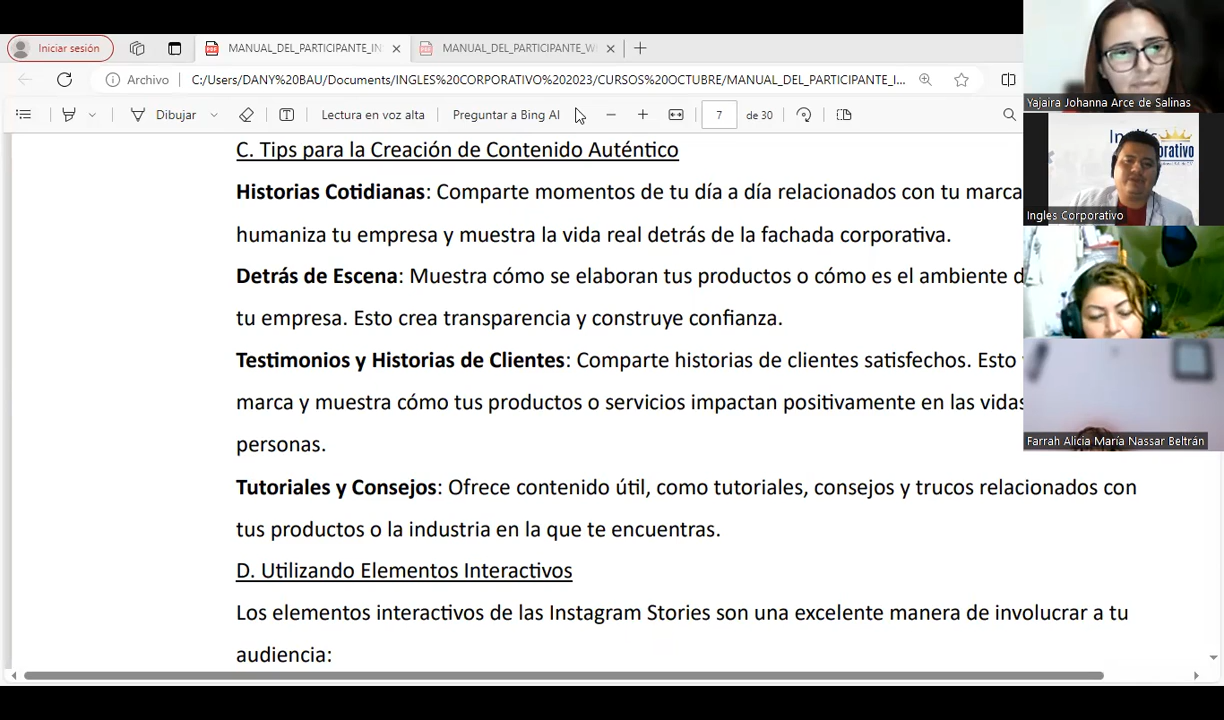 Iniciar sesión
MANUAL_DEL_PARTICIPANTE_IN
MANUAL_DEL_PARTICIPANTE_W
Archivo
C:/Users/DANY%20BAU/Documents/INGLES%20CORPORATIVO%202023/CURSOS%20OCTUBRE/MANUAL_DEL_PARTICIPANTE_I...
Dibujar
Lectura en voz alta
Preguntar a Bing AI
7
de 30
C. Tips para la Creación de Contenido Auténtico
Historias Cotidianas: Comparte momentos de tu día a día relacionados con tu marca
humaniza tu empresa y muestra la vida real detrás de la fachada corporativa.
Detrás de Escena: Muestra cómo se elaboran tus productos o cómo es el ambiente d
tu empresa. Esto crea transparencia y construye confianza.
Testimonios y Historias de Clientes: Comparte historias de clientes satisfechos. Esto
marca y muestra cómo tus productos o servicios impactan positivamente en las vidas
personas.
Tutoriales y Consejos: Ofrece contenido útil, como tutoriales, consejos y trucos relacionados con
tus productos o la industria en la que te encuentras.
D. Utilizando Elementos Interactivos
Los elementos interactivos de las Instagram Stories son una excelente manera de involucrar a tu
audiencia:
Yajaira Johanna Arce de Salinas
Ingles Corporativo
Farrah Alicia María Nassar Beltrán